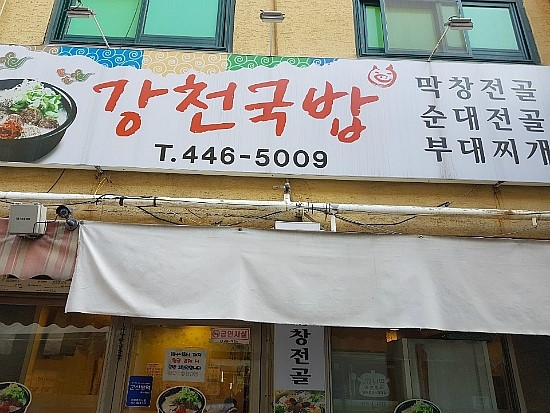 강천국밥
T.446-5009
막창전골
순대전골
부대찌개
금연시설
창전골